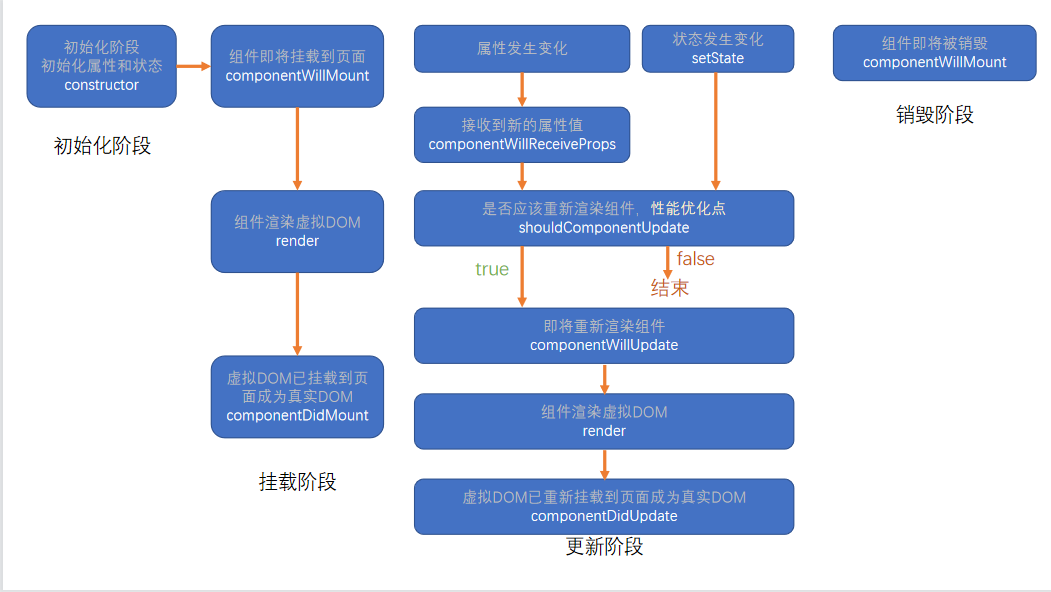 初始化阶段
初始化属性和状态
constructor
初始化阶段
组件即将挂载到页面
componentWillMount
组件渲染虚拟DOM
render
虚拟DOM已挂载到页
面成为真实DOM
componentDidMount
挂载阶段
属性发生变化
状态发生变化
setState
接收到新的属性值
componentWillReceiveProps
是否应该重新渲染组件，性能优化点
shouldComponentUpdate
true
false
结束
即将重新渲染组件
componentWillUpdate
组件渲染虚拟DOM
render
虚拟DOM已重新挂载到页面成为真实DOM
componentDidUpdate
更新阶段
组件即将被销毁
componentWillMount
销毁阶段